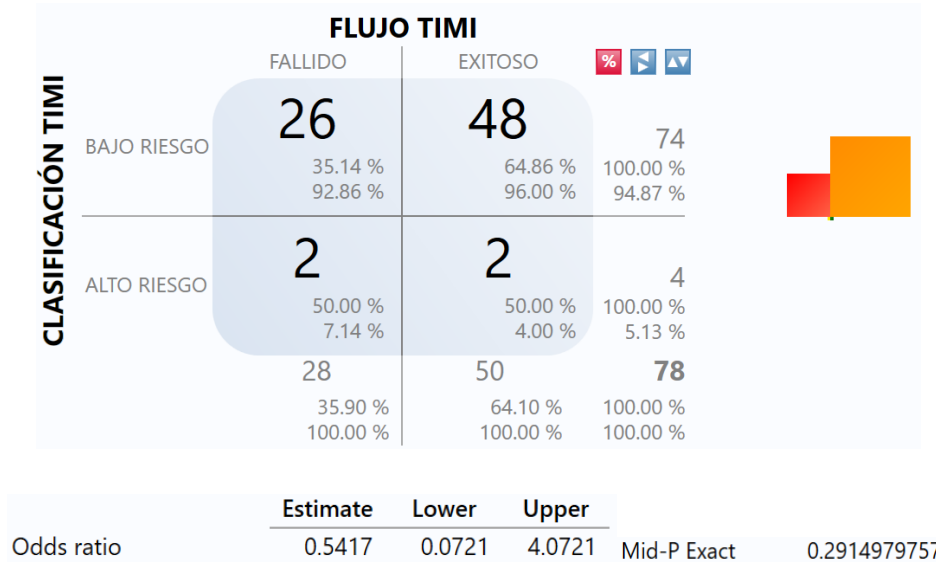 FLUJO TIMI
FALLIDO EXITOSO %
CLASIFICACIÓN TIMI
BAJO RIESGO 26 48 74
35.14 % 64.86 % 100.00 %
92.86 % 96.00 % 94.87 %
ALTO RIESGO 2 2 4
50.00 % 50.00 % 100.00 %
7.14 % 4.00 % 5.13 %
28 50 78
35.90 % 64.10 % 100.00 %
100.00 % 100.00 % 100.00 %
Estimate Lower Upper
Odds ratio 0.5417 0.0721 4.0721 Mid-P Exact 0.2914979757